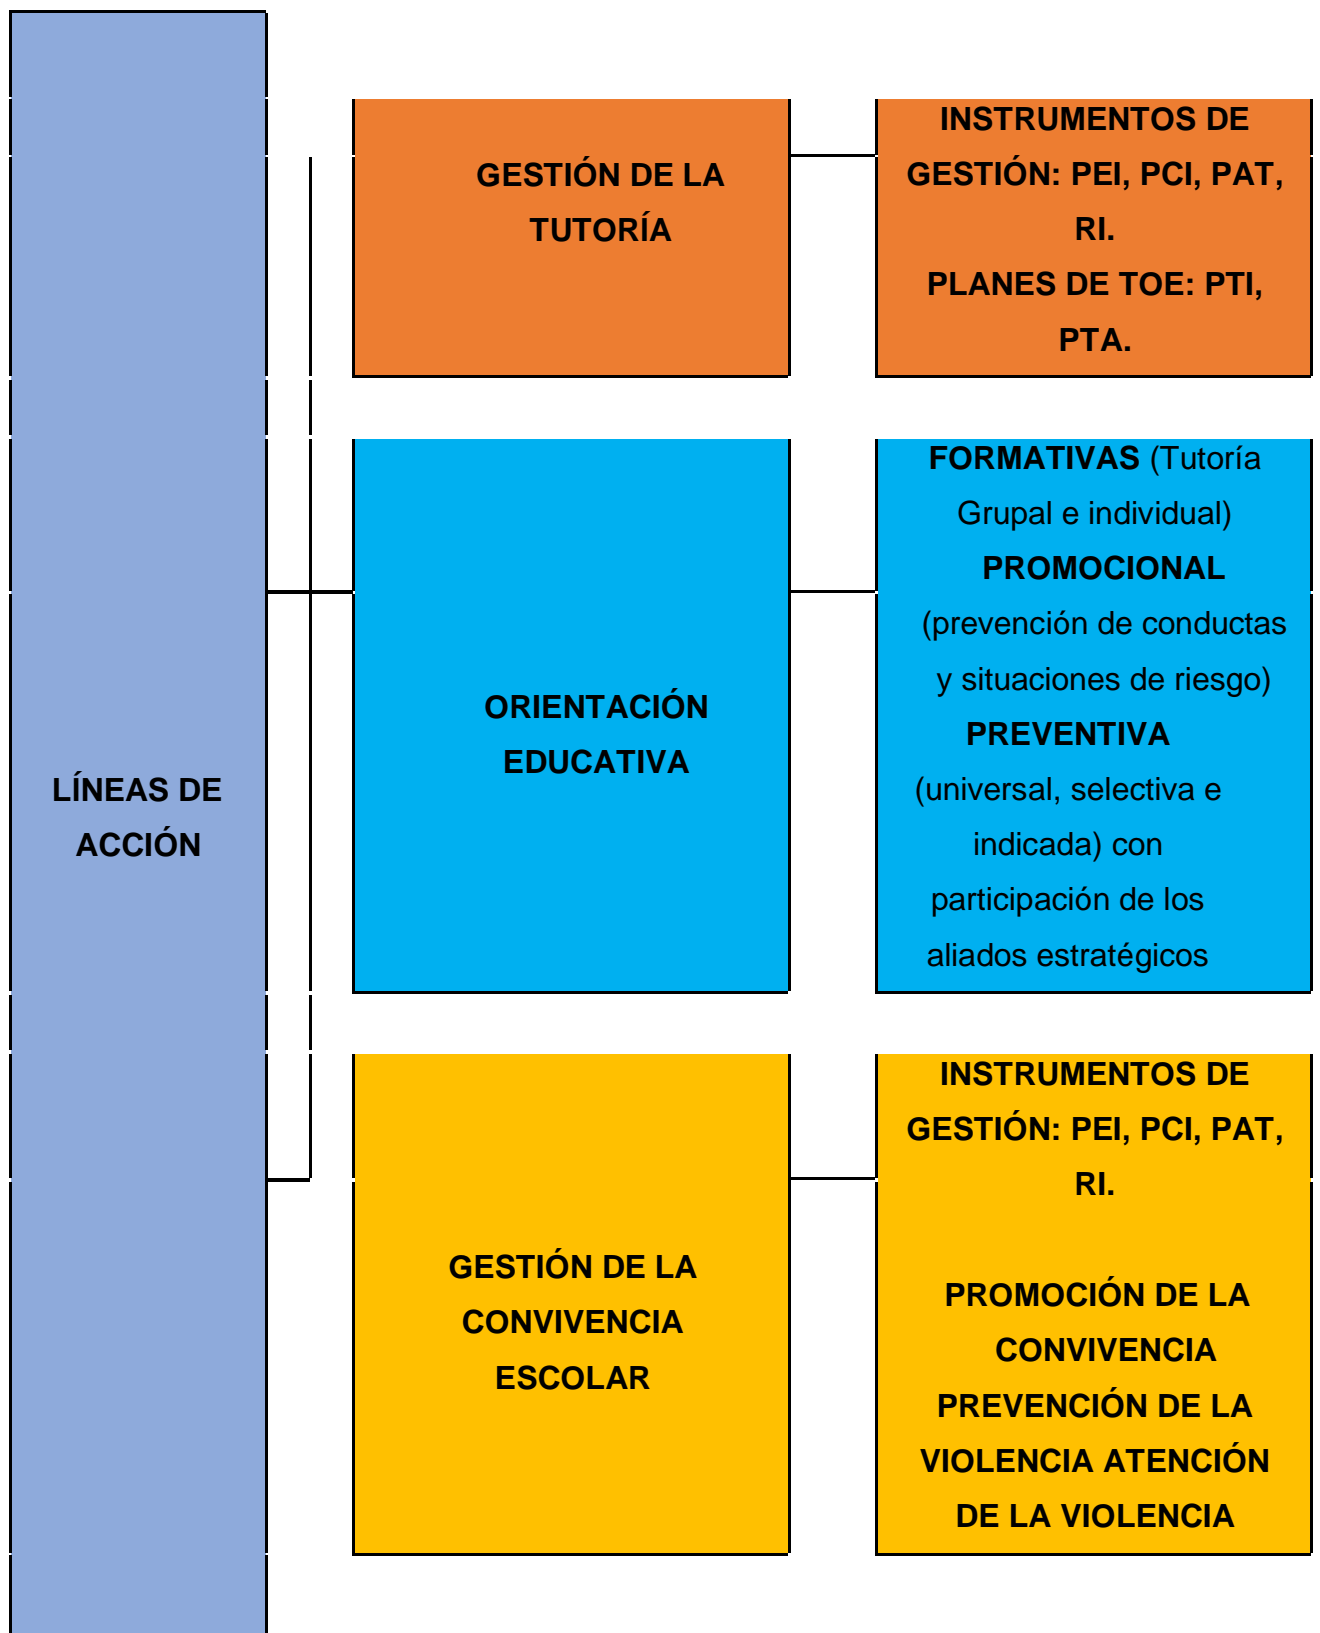 LÍNEAS DE
ACCIÓN
GESTIÓN DE LA
TUTORÍA
INSTRUMENTOS DE
GESTIÓN: PEI, PCI, PAT,
RI.
PLANES DE TOE: PTI,
PTA.
ORIENTACIÓN
EDUCATIVA
FORMATIVAS (Tutoría
Grupal e individual)
PROMOCIONAL
(prevención de conductas
y situaciones de riesgo)
PREVENTIVA
(universal, selectiva e
indicada) con
participación de los
aliados estratégicos
GESTIÓN DE LA
CONVIVENCIA
ESCOLAR
INSTRUMENTOS DE
GESTIÓN: PEI, PCI, PAT,
RI.
PROMOCIÓN DE LA
CONVIVENCIA
PREVENCIÓN DE LA
VIOLENCIA ATENCIÓN
DE LA VIOLENCIA